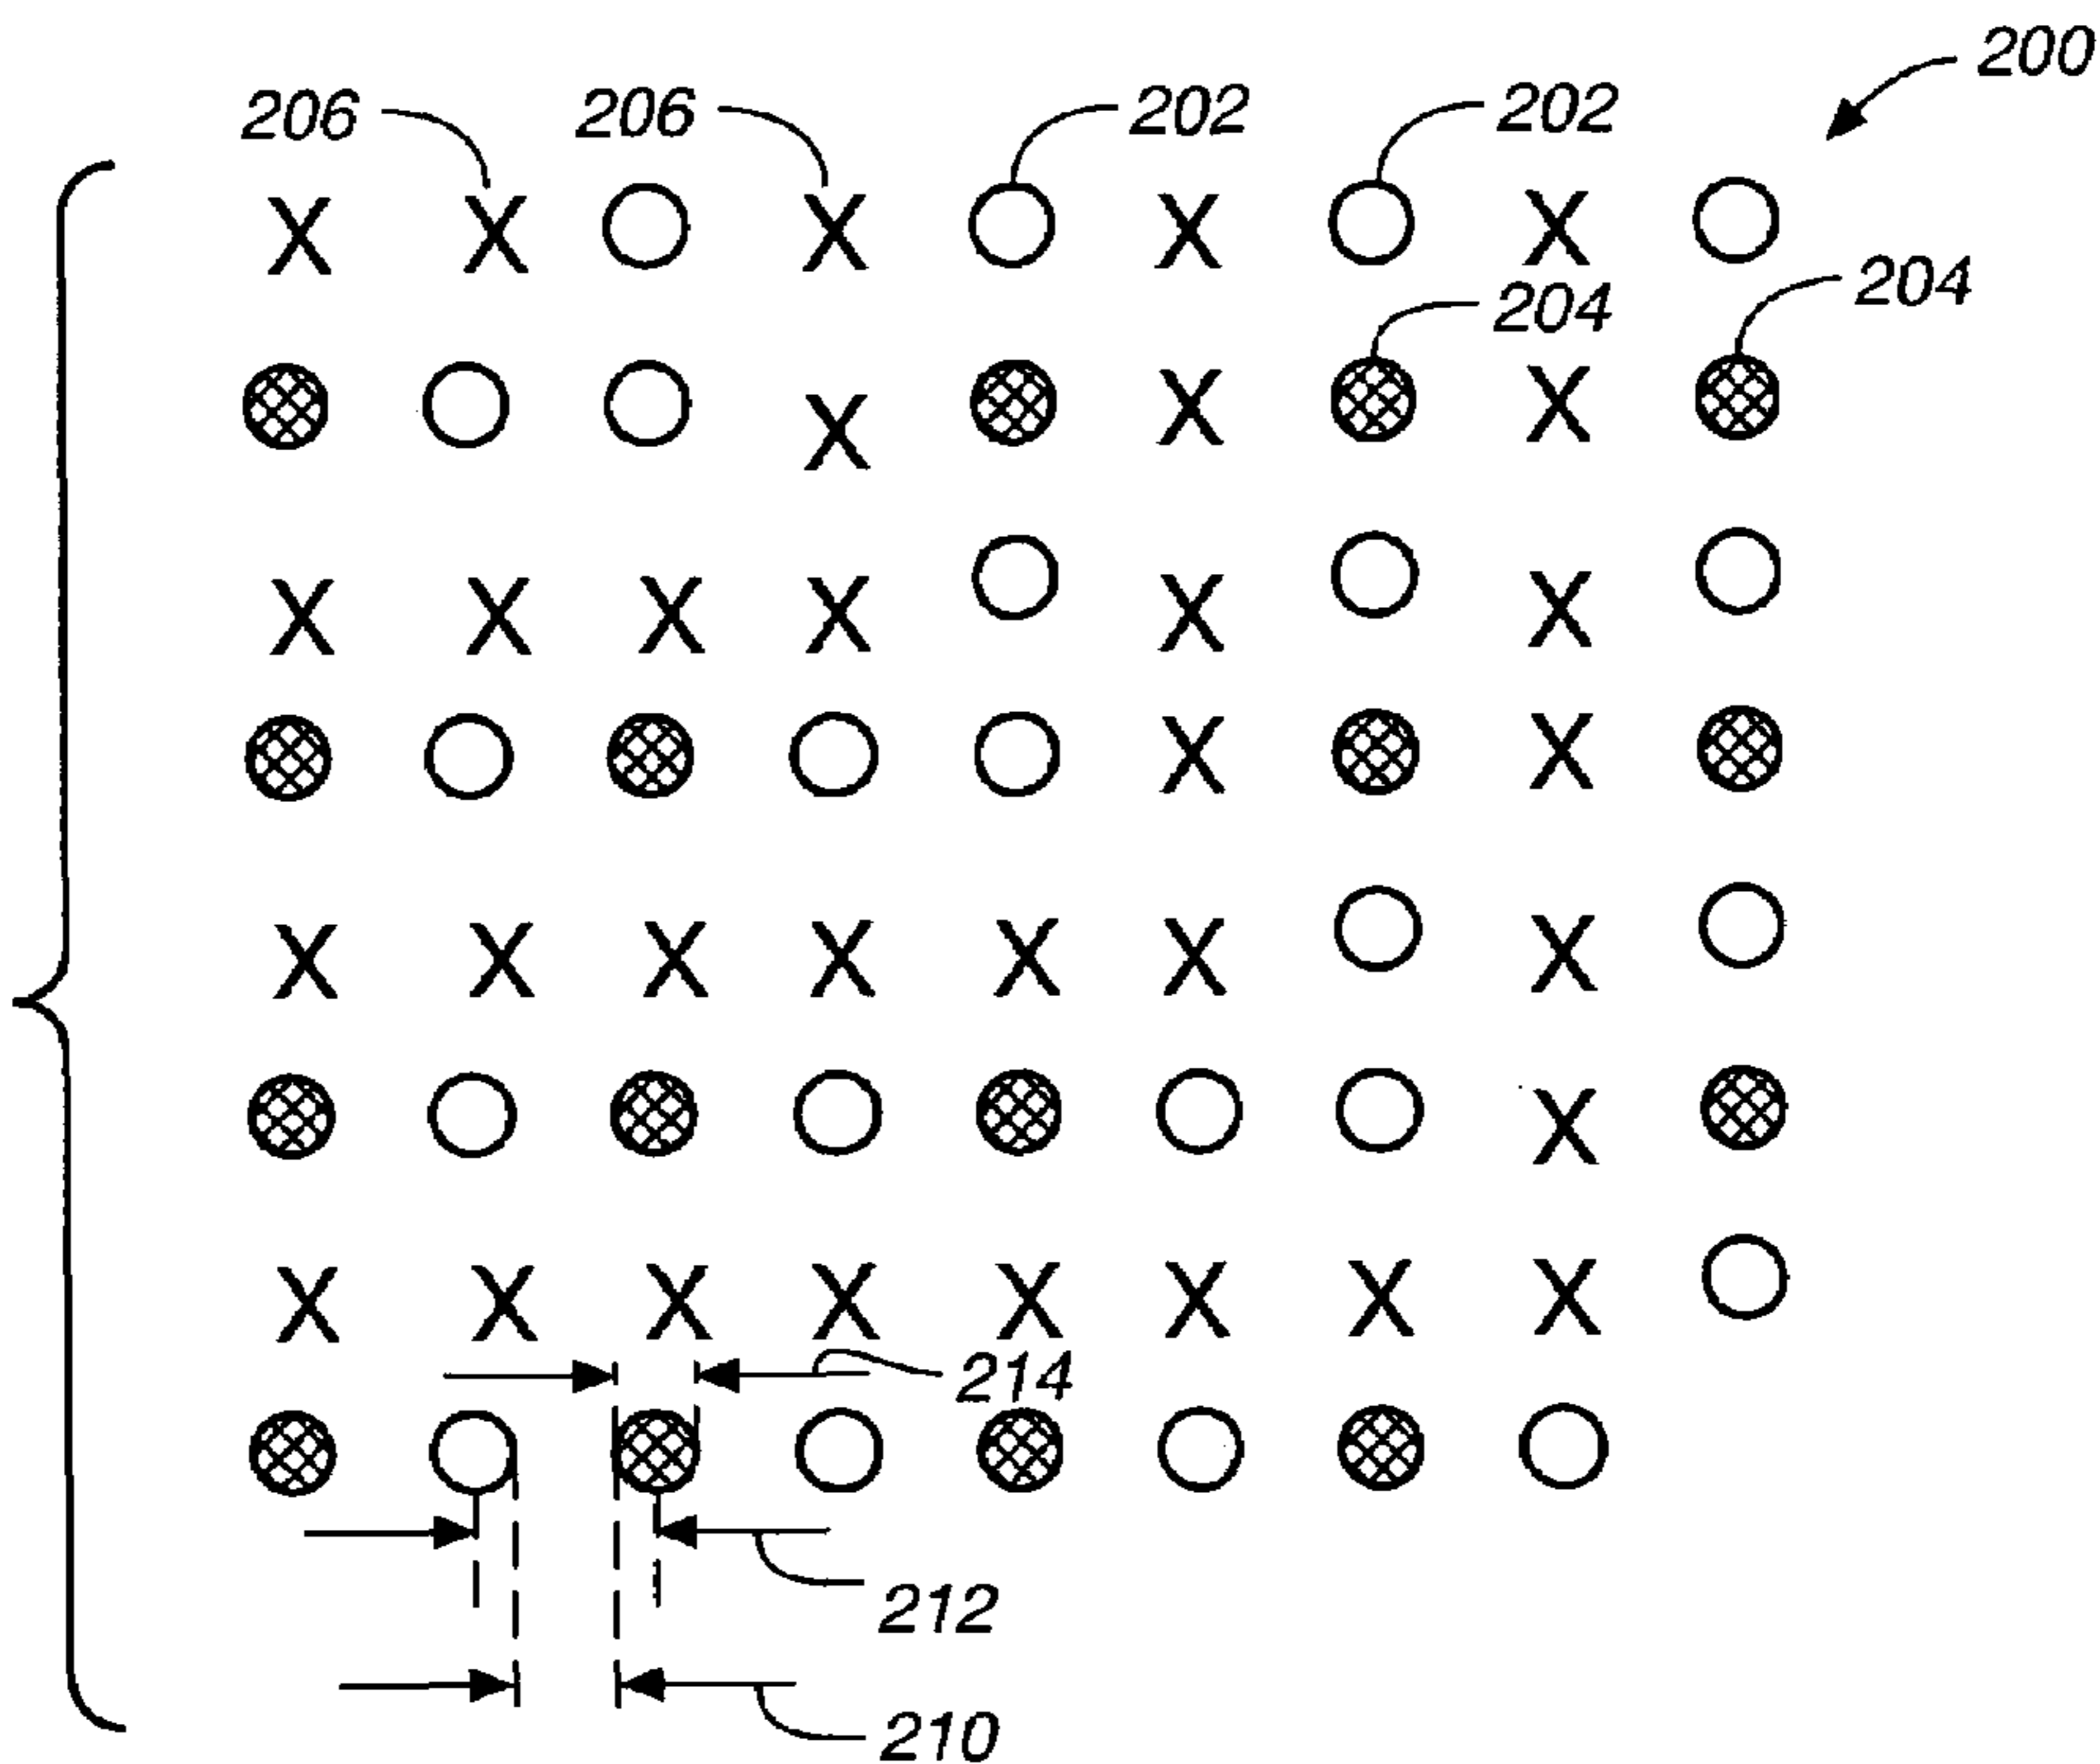 200
206 206 202 202
X X X X X
204
204
X X X
X X X X X X
X X
X X X X X X X
X
X X X X X X X X
214
212
210